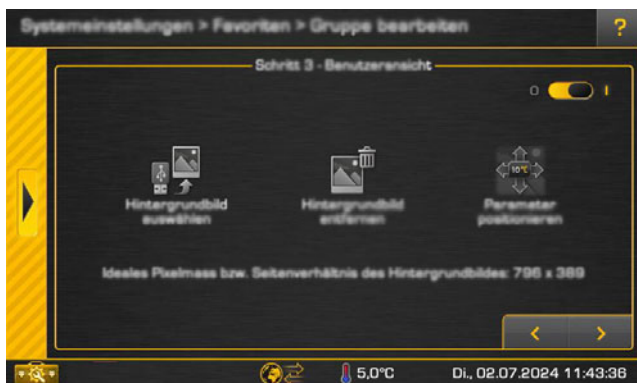 Systemeinstellungen > Favoriten > Gruppe bearbeiten
?
Schritt 3 - Benutzeransicht
O I
Hintergrundbild
auswählen
Hintergrundbild
entfernen
10°C
Parameter
positionieren
Ideales Pixelmass bzw. Seitenverhältnis des Hintergrundbildes: 796 x 389
< >
5,0°C
Di., 02.07.2024 11:43:36